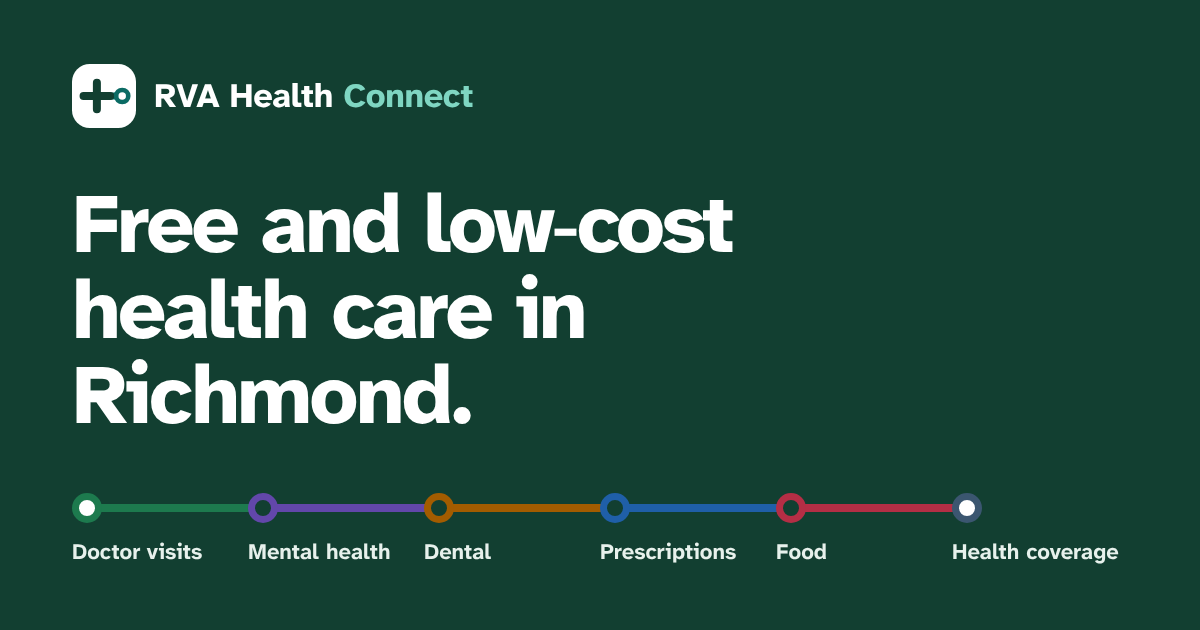 RVA Health Connect
Free and low-cost
health care in
Richmond.
Doctor visits
Mental health
Dental
Prescriptions
Food
Health coverage